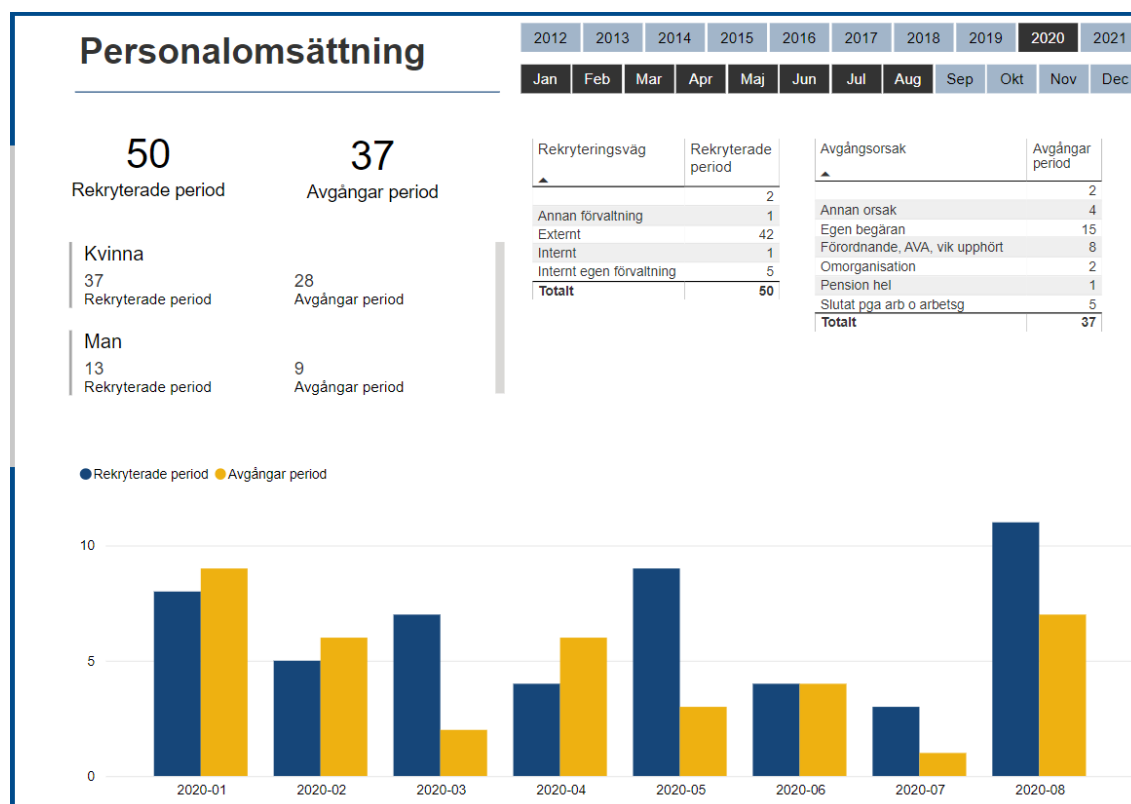 Personalomsättning
2012 2013 2014 2015 2016 2017 2018 2019 2020 2021
Jan Feb Mar Apr Maj Jun Jul Aug Sep Okt Nov Dec
50
Rekryterade period
37
Avgångar period
Kvinna
37 28
Rekryterade period Avgångar period
Man
13 9
Rekryterade period Avgångar period
Rekryteringsväg Rekryterade period
2
Annan förvaltning 1
Externt 42
Internt 1
Internt egen förvaltning 5
Totalt 50
Avgångsorsak Avgångar period
2
Annan orsak 4
Egen begäran 15
Förordnande, AVA, vik upphört 8
Omorganisation 2
Pension hel 1
Slutat pga arb o arbetsg 5
Totalt 37
Rekryterade period Avgångar period
10
5
0
2020-01 2020-02 2020-03 2020-04 2020-05 2020-06 2020-07 2020-08